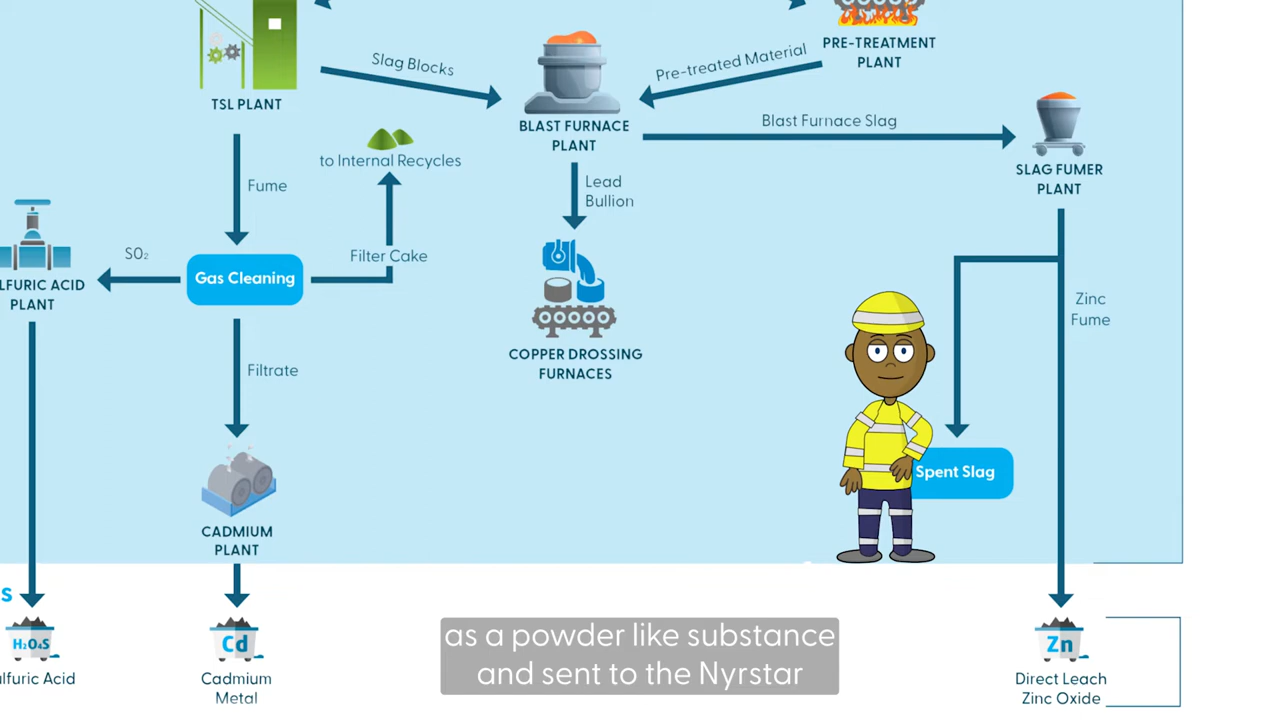 PRE-TREATMENT
PLANT
Slag Blocks
Pre-treated Material
TSL PLANT
BLAST FURNACE
PLANT
Blast Furnace Slag
to Internal Recycles
SLAG FUMER
PLANT
Fume
Lead
Bullion
SO₂
Filter Cake
Gas Cleaning
LFURIC ACID
PLANT
Zinc
Fume
COPPER DROSSING
FURNACES
Filtrate
Spent Slag
CADMIUM
PLANT
S
H₂O₄S
Cd
Zn
lfuric Acid
Cadmium
Metal
Direct Leach
Zinc Oxide
as a powder like substance
and sent to the Nyrstar